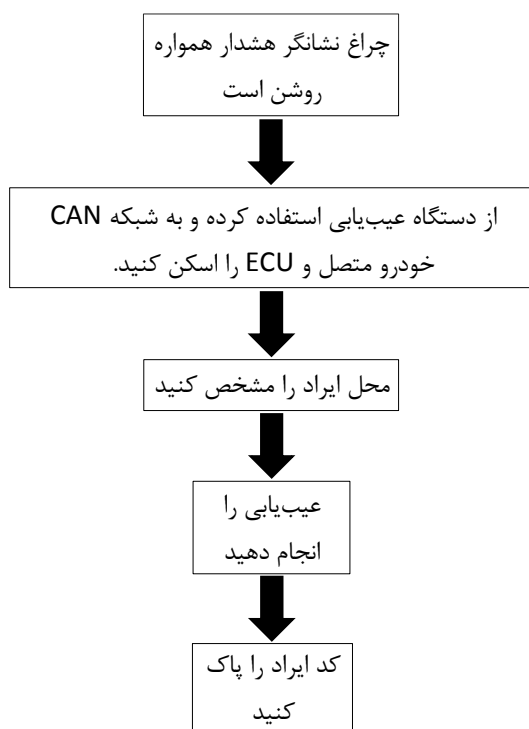 چراغ نشانگر هشدار همواره
روشن است
از دستگاه عیب‌یابی استفاده کرده و به شبکه CAN
خودرو متصل و ECU را اسکن کنید.
محل ایراد را مشخص کنید
عیب‌یابی را
انجام دهید
کد ایراد را پاک
کنید